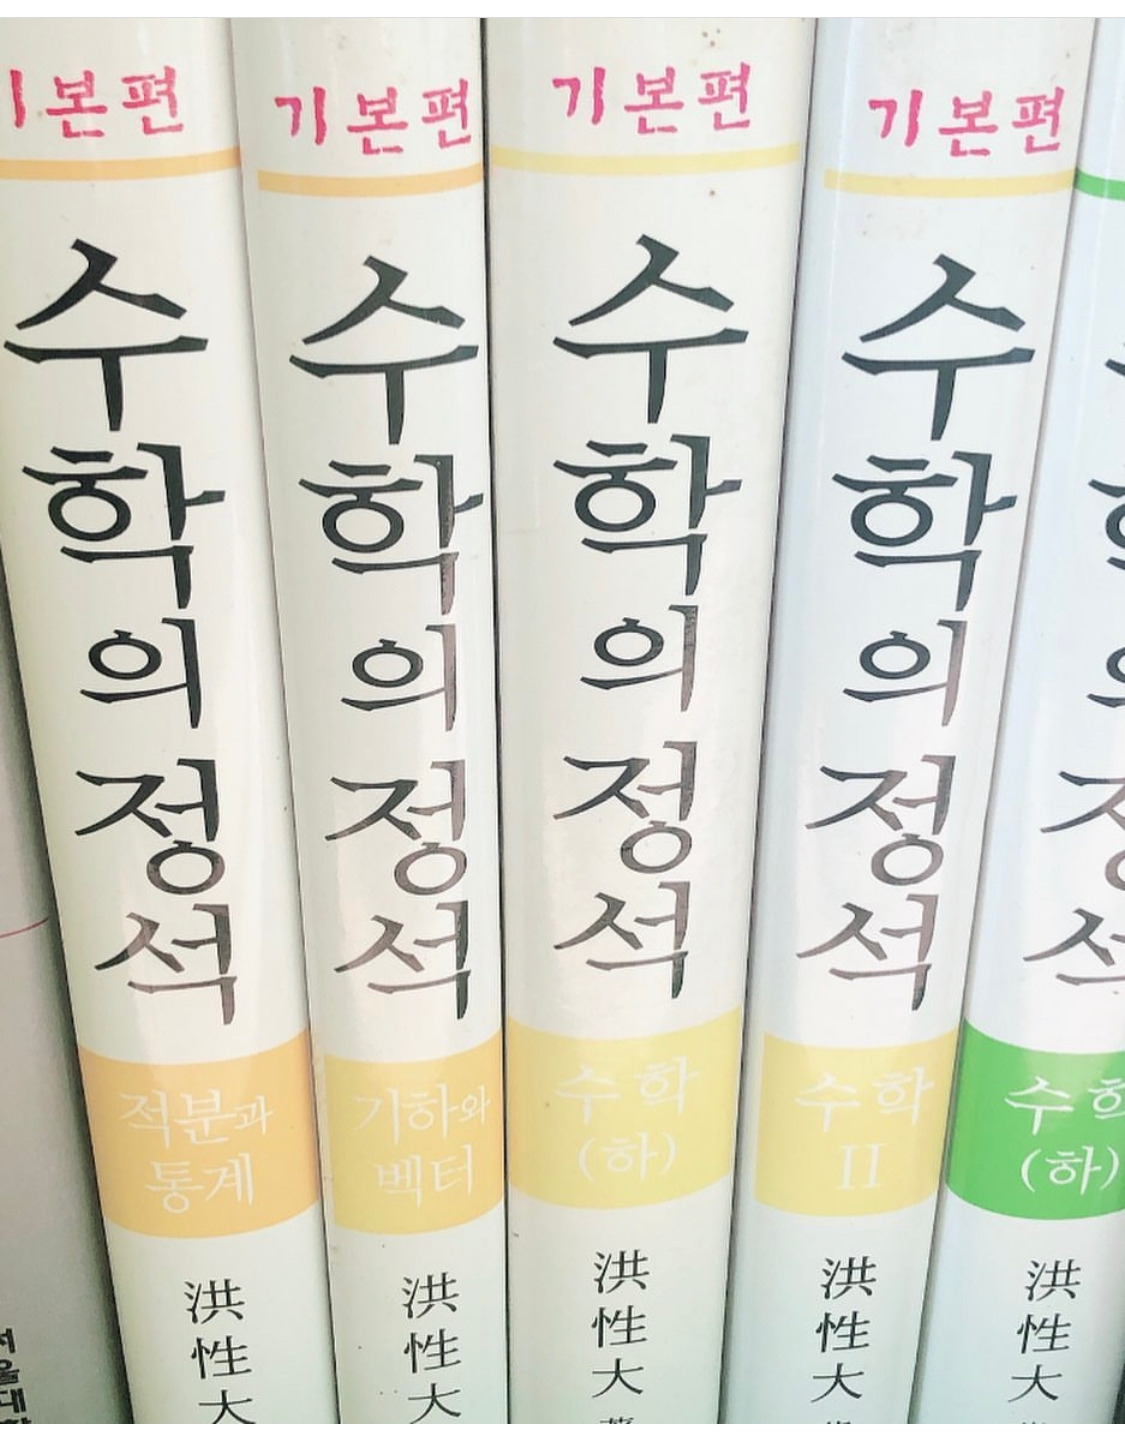 기본편
수학의 정석
적분과
통계
洪性大
기본편
수학의 정석
기하와
벡터
洪性大
기본편
수학의 정석
수학
(하)
洪性大
기본편
수학의 정석
수학
II
洪性大
수학
(하)
洪性大